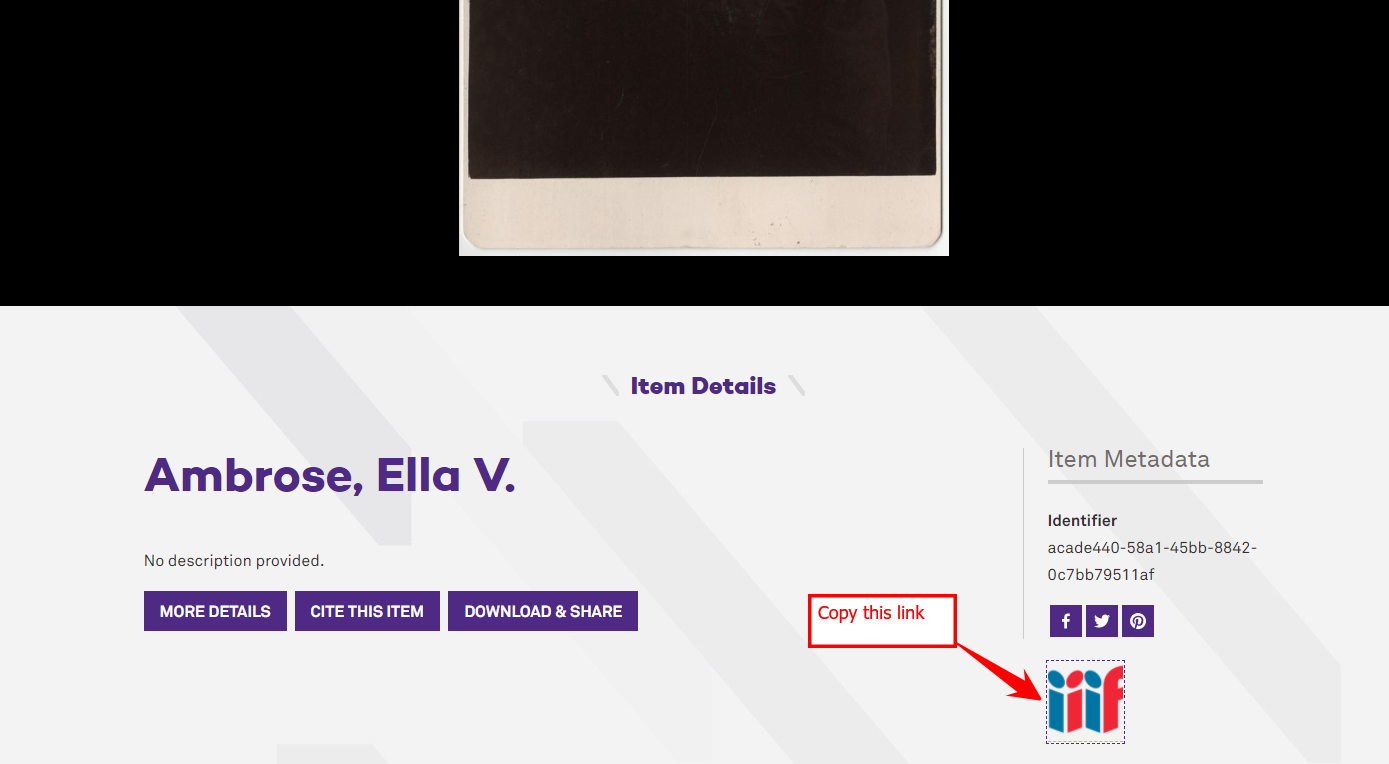 Item Details
Ambrose, Ella V.
No description provided.
MORE DETAILS
CITE THIS ITEM
DOWNLOAD & SHARE
Item Metadata
Identifier
acade440-58a1-45bb-8842-
0c7bb79511af
Copy this link
iiif